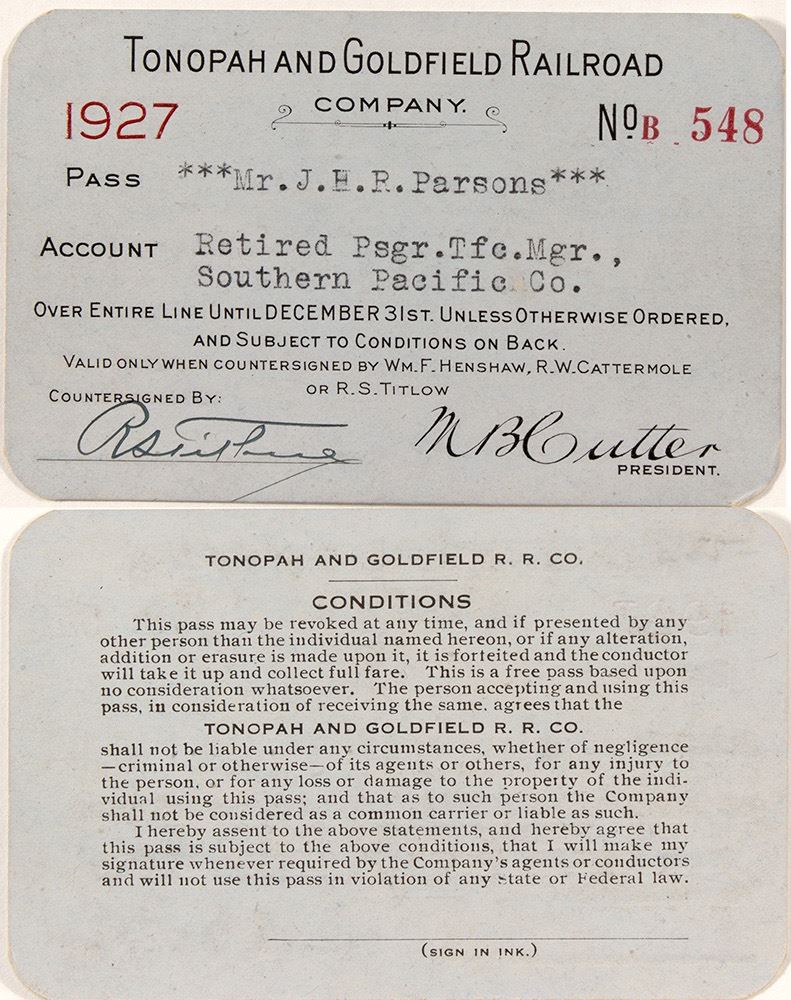 TONOPAH AND GOLDFIELD RAILROAD
COMPANY.
1927
No. B 548
PASS ***Mr.J.H.R.Parsons***
ACCOUNT Retired Psgr.Tfc.Mgr.,
Southern Pacific Co.
OVER ENTIRE LINE UNTIL DECEMBER 31ST. UNLESS OTHERWISE ORDERED,
AND SUBJECT TO CONDITIONS ON BACK.
VALID ONLY WHEN COUNTERSIGNED BY WM.F. HENSHAW, R.W.CATTERMOLE
OR R.S.TITLOW
COUNTERSIGNED BY:
RSTitlow
M B Cutter
PRESIDENT.
TONOPAH AND GOLDFIELD R. R. CO.
CONDITIONS
This pass may be revoked at any time, and if presented by any
other person than the individual named hereon, or if any alteration,
addition or erasure is made upon it, it is forfeited and the conductor
will take it up and collect full fare. This is a free pass based upon
no consideration whatsoever. The person accepting and using this
pass, in consideration of receiving the same, agrees that the
TONOPAH AND GOLDFIELD R. R. CO.
shall not be liable under any circumstances, whether of negligence
—criminal or otherwise—of its agents or others, for any injury to
the person, or for any loss or damage to the property of the indi-
vidual using this pass; and that as to such person the Company
shall not be considered as a common carrier or liable as such.
I hereby assent to the above statements, and hereby agree that
this pass is subject to the above conditions, that I will make my
signature whenever required by the Company's agents or conductors
and will not use this pass in violation of any State or Federal law.
(SIGN IN INK.)